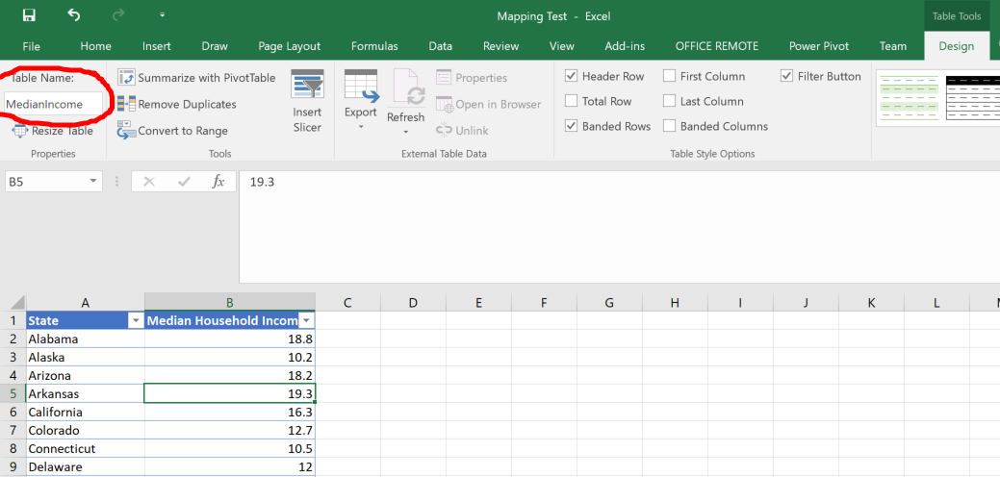 Mapping Test - Excel
Table Tools
File Home Insert Draw Page Layout Formulas Data Review View Add-ins OFFICE REMOTE Power Pivot Team Design
Table Name:
MedianIncome
Resize Table
Properties
Summarize with PivotTable
Remove Duplicates
Convert to Range
Insert
Slicer
Tools
Export
Refresh
Properties
Open in Browser
Unlink
External Table Data
Header Row First Column Filter Button
Total Row Last Column
Banded Rows Banded Columns
Table Style Options
B5 fx 19.3
A B C D E F G H I J K L
1 State Median Household Incom
2 Alabama 18.8
3 Alaska 10.2
4 Arizona 18.2
5 Arkansas 19.3
6 California 16.3
7 Colorado 12.7
8 Connecticut 10.5
9 Delaware 12